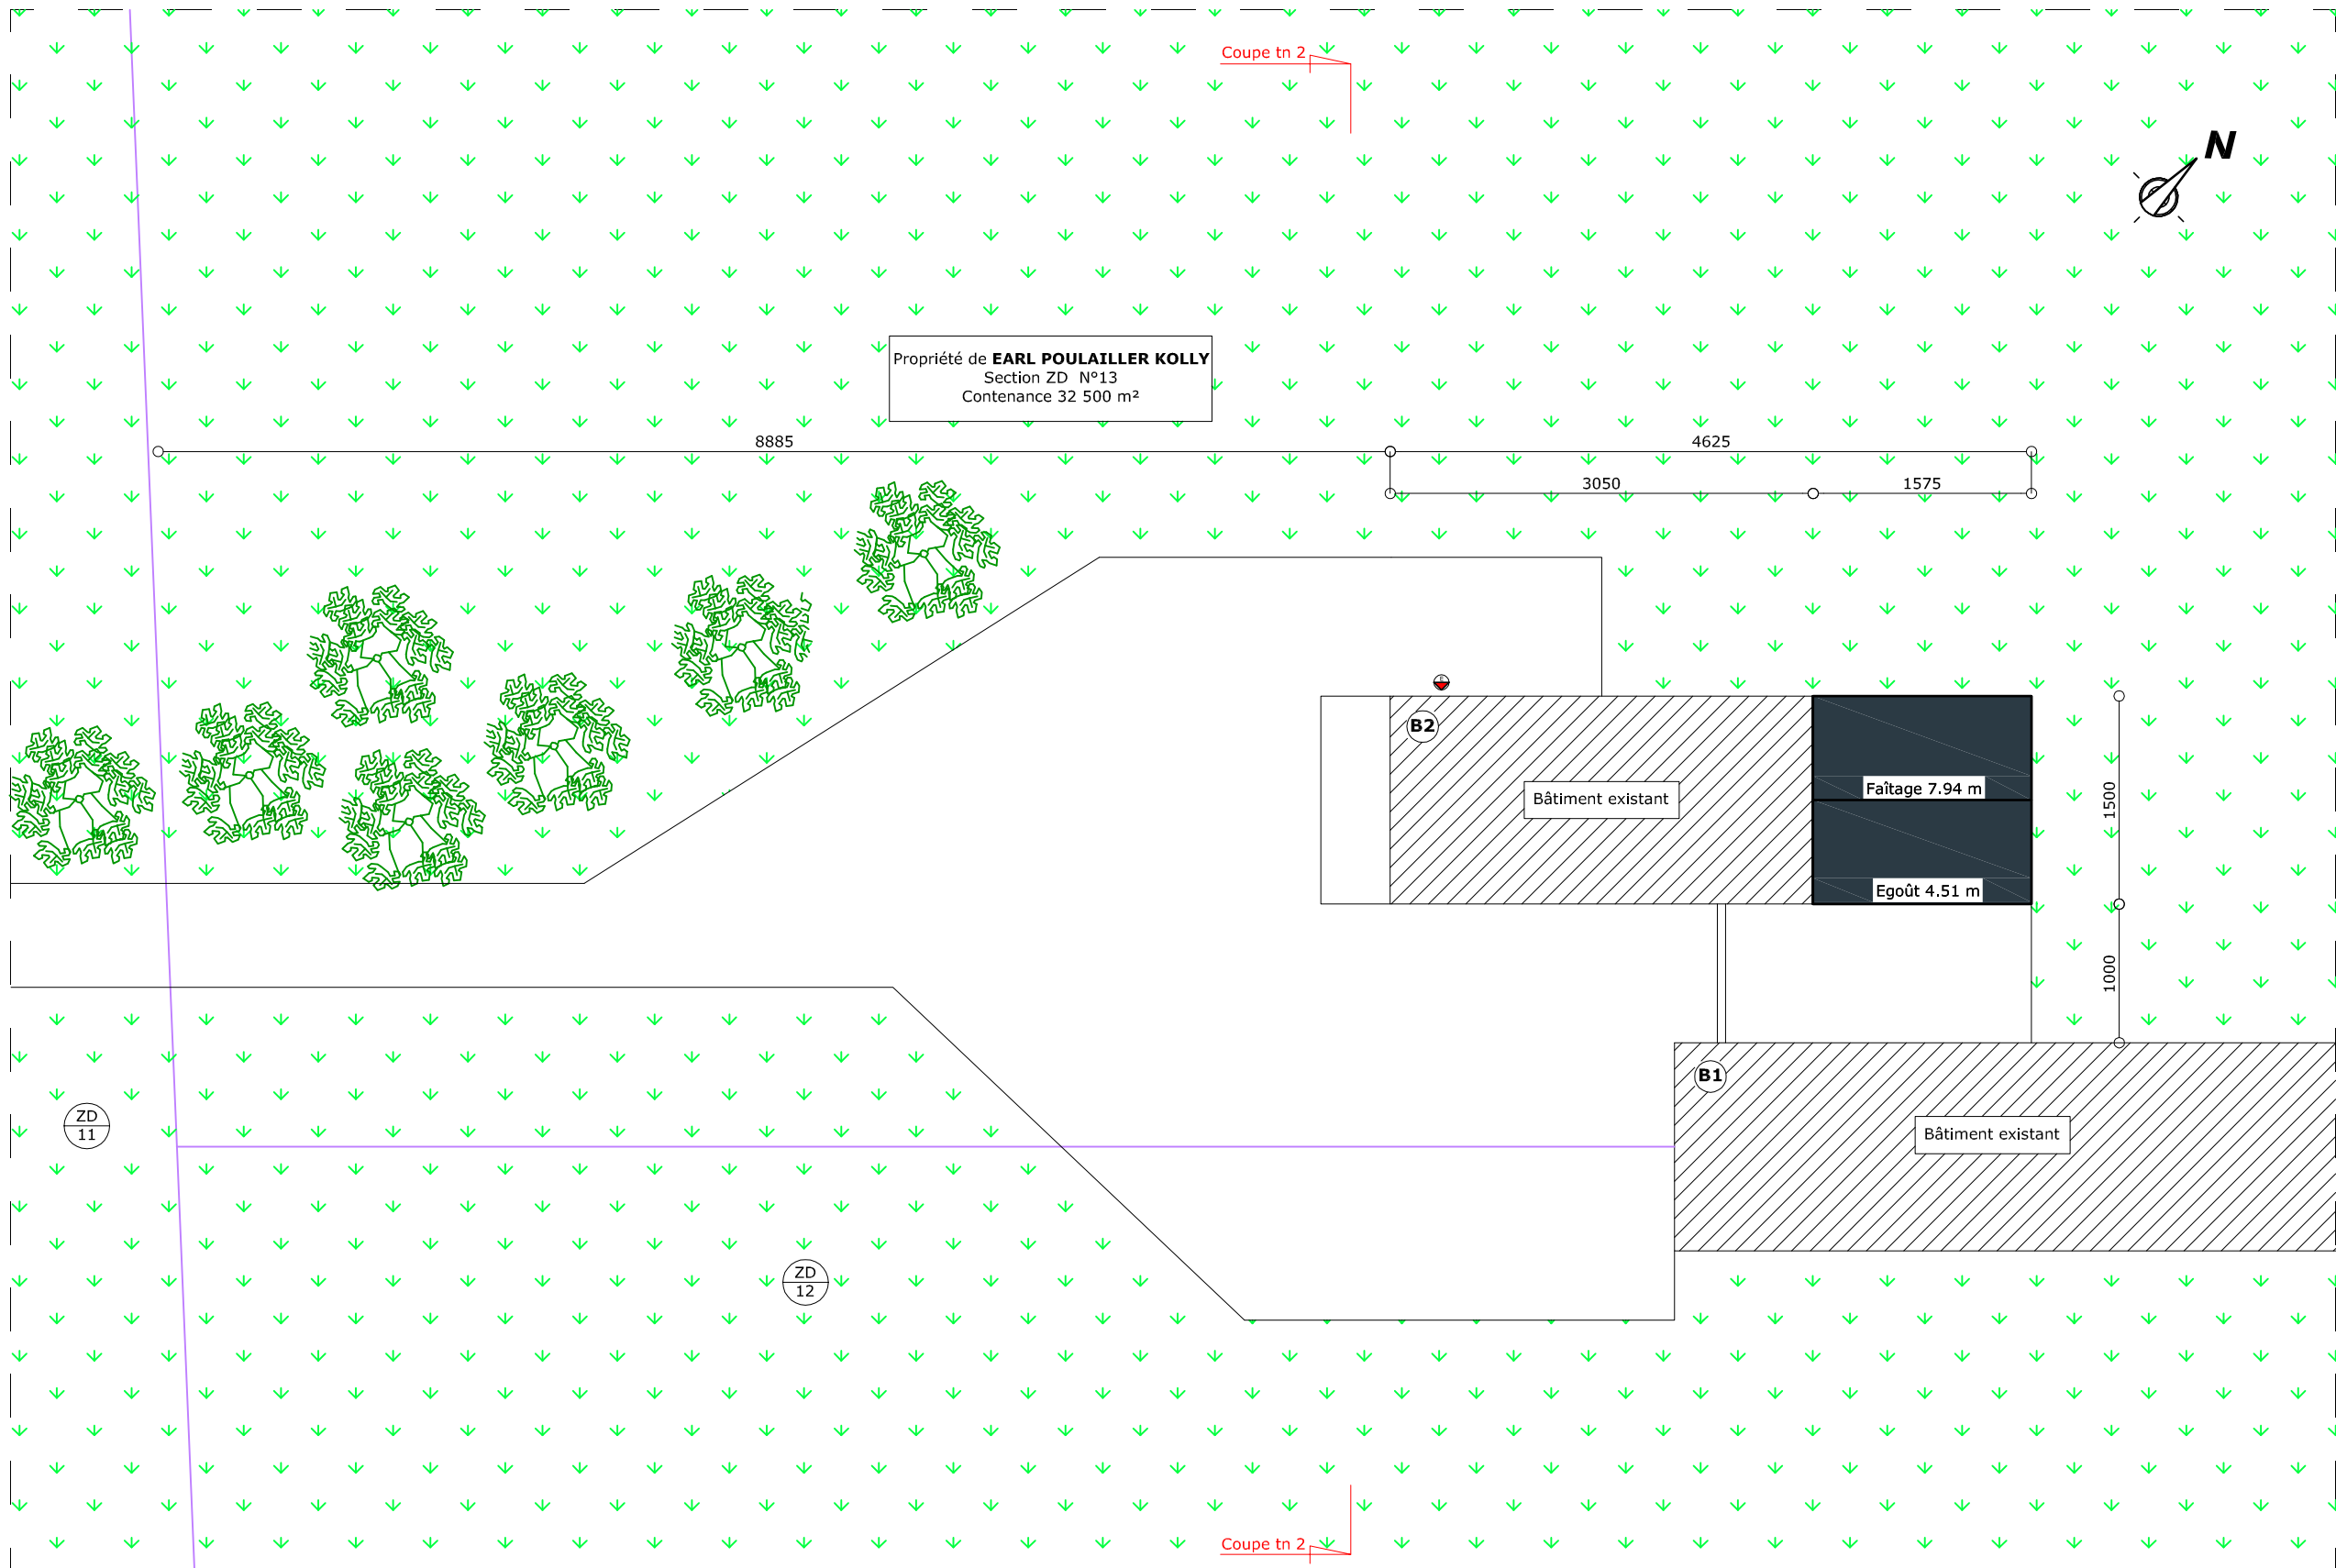 Coupe tn 2
N
Propriété de EARL POULAILLER KOLLY
Section ZD N°13
Contenance 32 500 m²
8885
4625
3050
1575
B2
Bâtiment existant
Faîtage 7.94 m
1500
Egoût 4.51 m
1000
B1
ZD
11
Bâtiment existant
ZD
12
Coupe tn 2